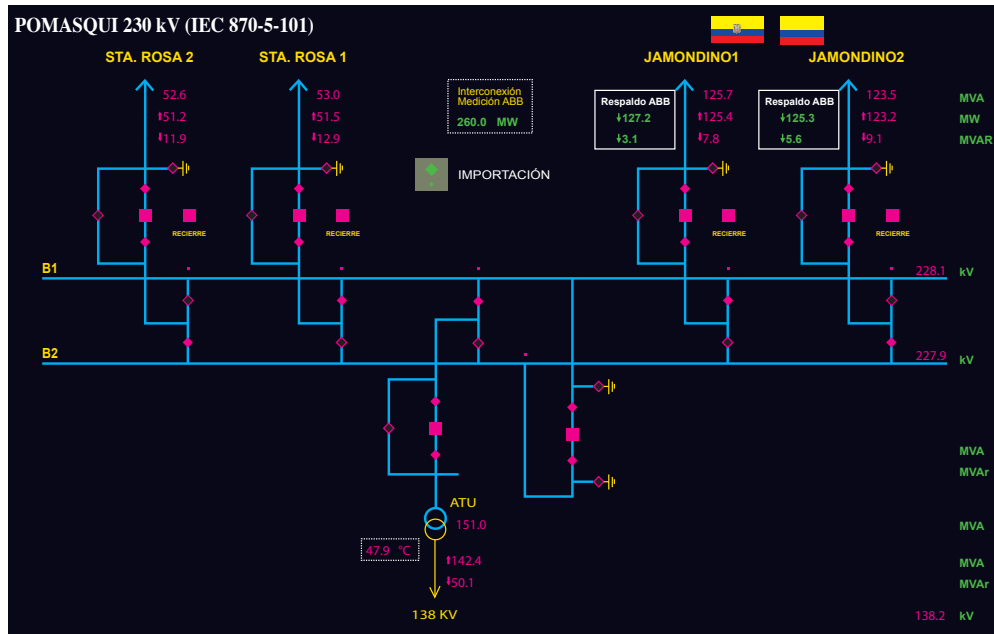 POMASQUI 230 kV (IEC 870-5-101)
STA. ROSA 2
STA. ROSA 1
JAMONDINO1
JAMONDINO2
52.6
⬆51.2
⬇11.9
53.0
⬆51.5
⬇12.9
Interconexión
Medición ABB
260.0 MW
IMPORTACIÓN
Respaldo ABB
⬇127.2
⬇3.1
125.7
⬆125.4
⬇7.8
Respaldo ABB
⬇125.3
⬇5.6
123.5
⬆123.2
⬇9.1
MVA
MW
MVAR
RECIERRE
RECIERRE
RECIERRE
RECIERRE
B1
228.1 kV
B2
227.9 kV
MVA
MVAr
ATU
151.0
MVA
47.9 °C
⬆142.4
MVA
⬇50.1
MVAr
138 KV
138.2 kV